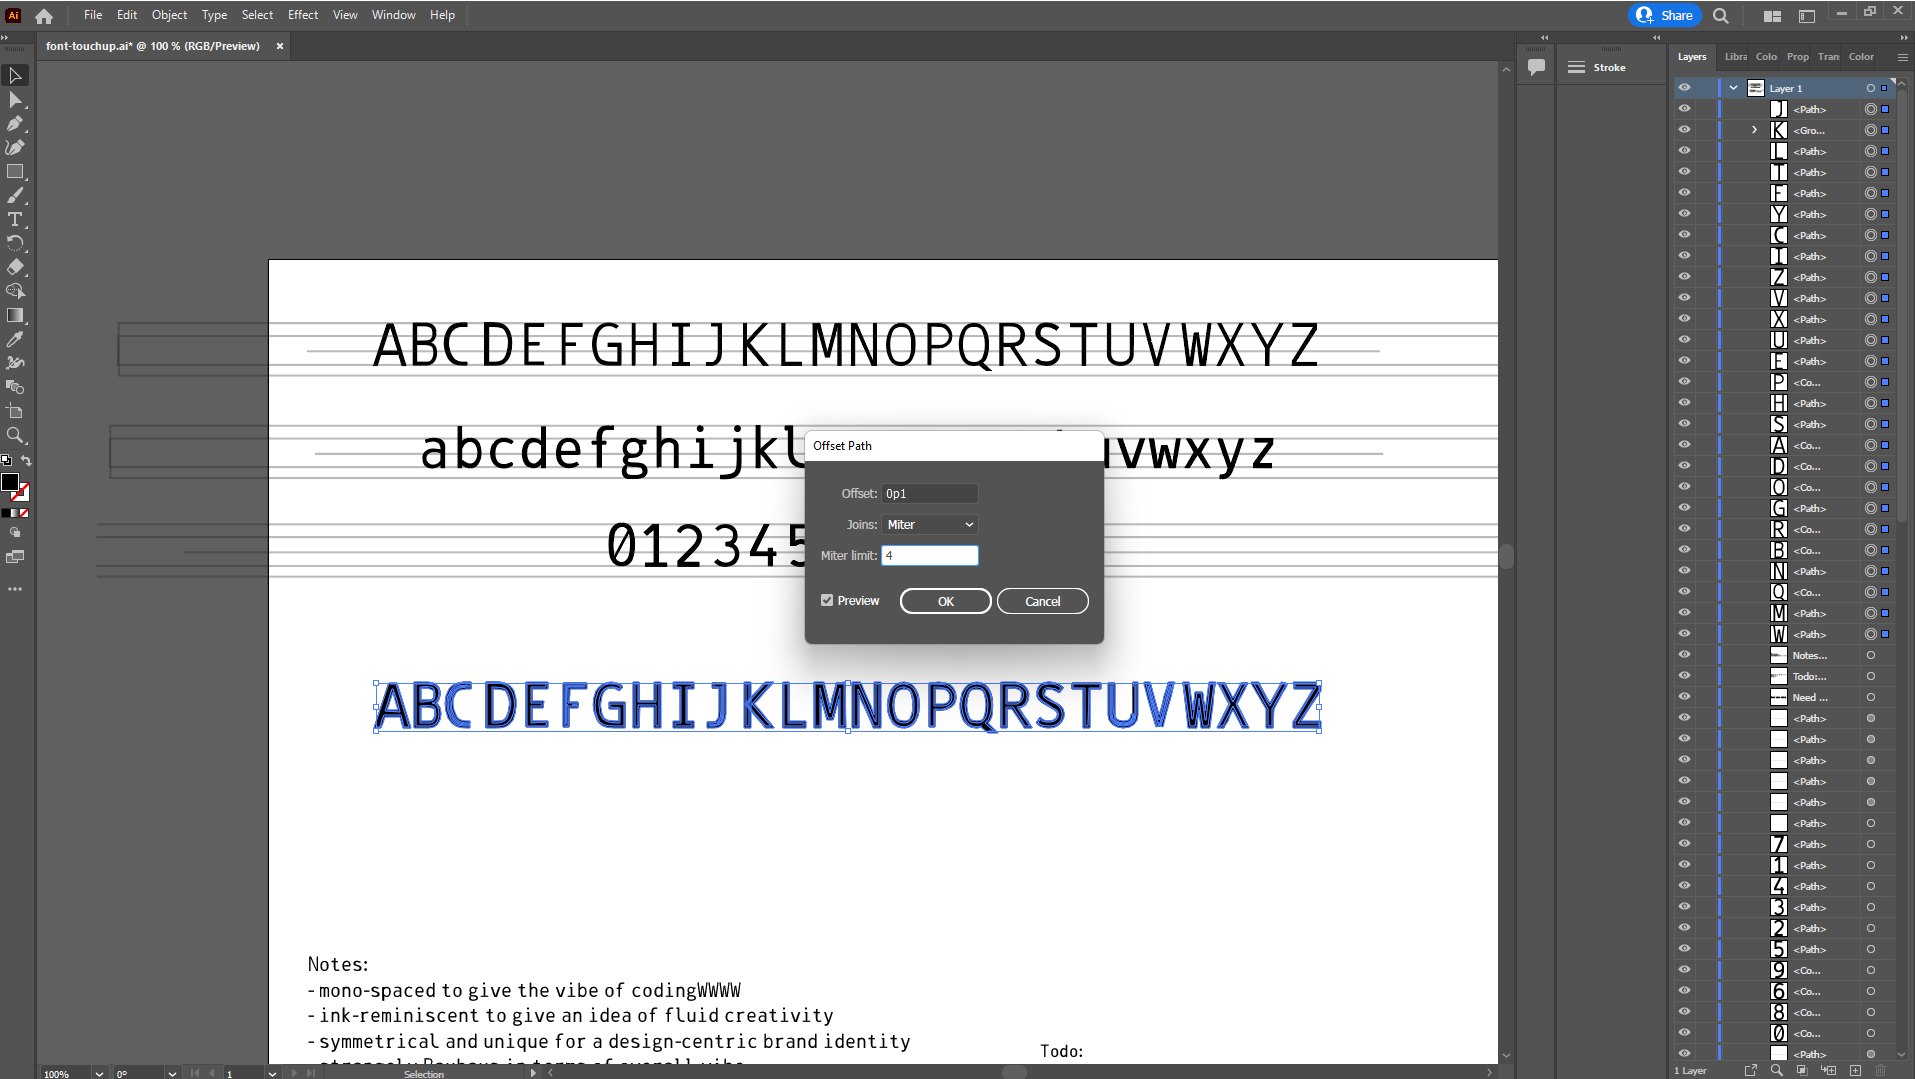 Ai File Edit Object Type Select Effect View Window Help Share
font-touchup.ai* @ 100 % (RGB/Preview) ×
Stroke
Layers Libra Colo Prop Tran Color
Layer 1
<Path>
<Gro...
<Path>
<Path>
<Path>
<Path>
<Path>
<Path>
<Path>
<Path>
<Path>
<Path>
<Path>
<Co...
<Path>
<Path>
<Co...
<Co...
<Co...
<Path>
<Co...
<Co...
<Path>
<Co...
<Path>
<Path>
Notes...
Todo:...
Need ...
<Path>
<Path>
<Path>
<Path>
<Path>
<Path>
<Path>
<Path>
<Path>
<Path>
<Path>
<Path>
<Co...
<Co...
<Co...
<Co...
<Path>
1 Layer
ABCDEFGHIJKLMNOPQRSTUVWXYZ
abcdefghijkl
vwxyz
012345
Offset Path
Offset: 0p1
Joins: Miter
Miter limit: 4
Preview OK Cancel
ABCDEFGHIJKLMNOPQRSTUVWXYZ
Notes:
- mono-spaced to give the vibe of codingWWWW
- ink-reminiscent to give an idea of fluid creativity
- symmetrical and unique for a design-centric brand identity
Todo:
100% 0° 1 Selection